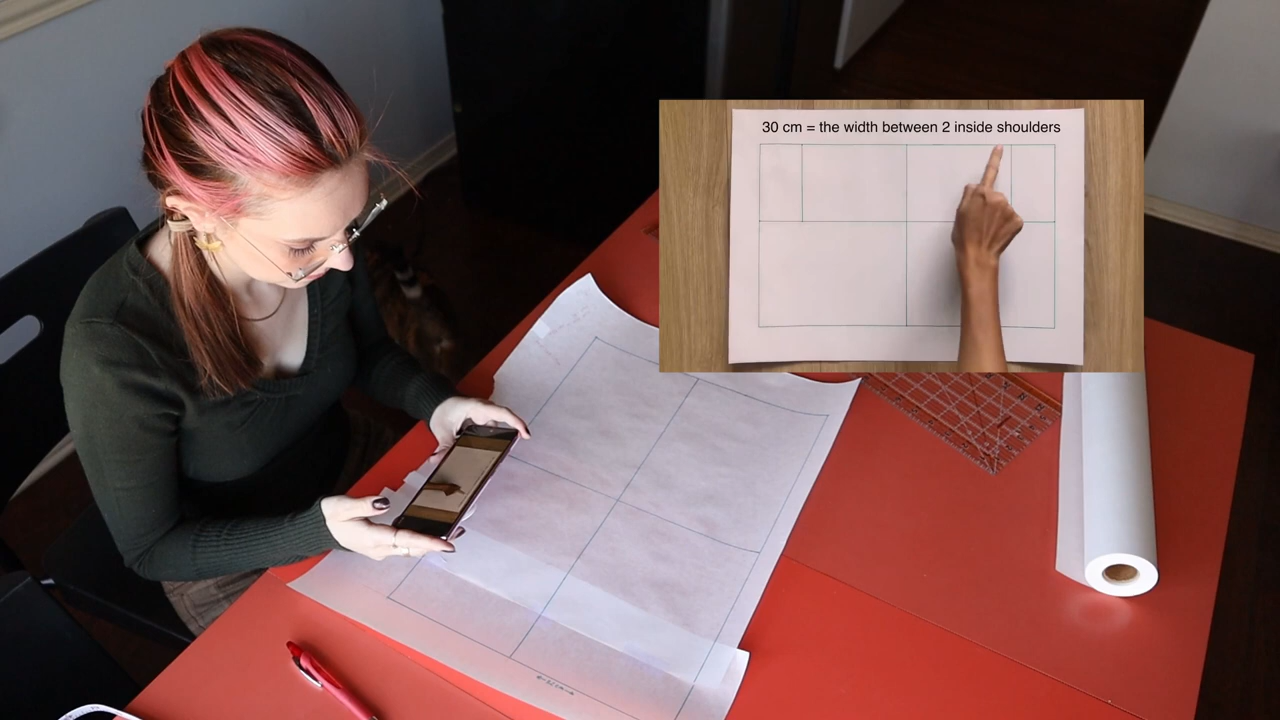 30 cm = the width between 2 inside shoulders